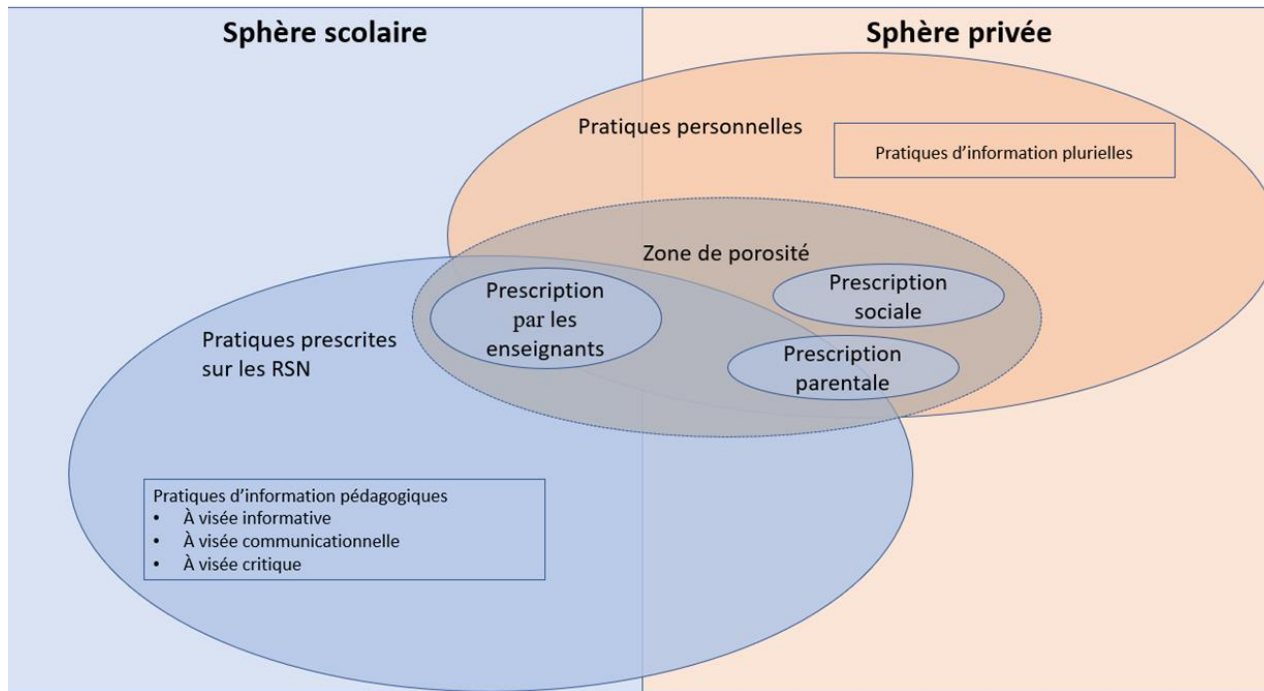 Sphère scolaire
Sphère privée
Pratiques personnelles
Pratiques d'information plurielles
Zone de porosité
Prescription
par les
enseignants
Prescription
sociale
Prescription
parentale
Pratiques prescrites
sur les RSN
Pratiques d'information pédagogiques
• À visée informative
• À visée communicationnelle
• À visée critique